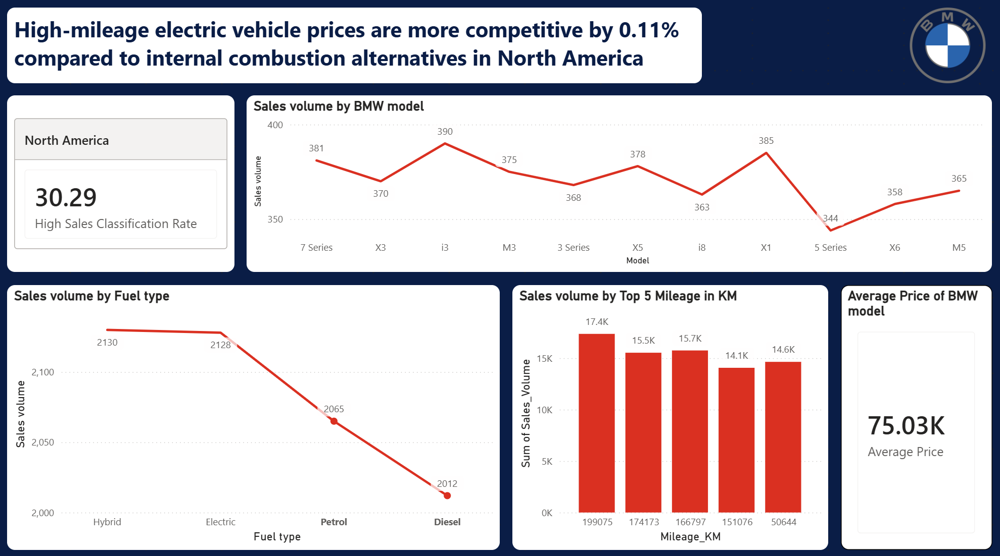 High-mileage electric vehicle prices are more competitive by 0.11%
compared to internal combustion alternatives in North America
BMW
North America
30.29
High Sales Classification Rate
Sales volume by BMW model
400
350
Sales volume
381
370
390
375
368
378
363
385
344
358
365
7 Series
X3
i3
M3
3 Series
X5
i8
X1
5 Series
X6
M5
Model
Sales volume by Fuel type
Sales volume
2,100
2,050
2,000
2130
2128
2065
2012
Hybrid
Electric
Petrol
Diesel
Fuel type
Sales volume by Top 5 Mileage in KM
Sum of Sales_Volume
15K
10K
5K
0K
17.4K
15.5K
15.7K
14.1K
14.6K
199075
174173
166797
151076
50644
Mileage_KM
Average Price of BMW
model
75.03K
Average Price